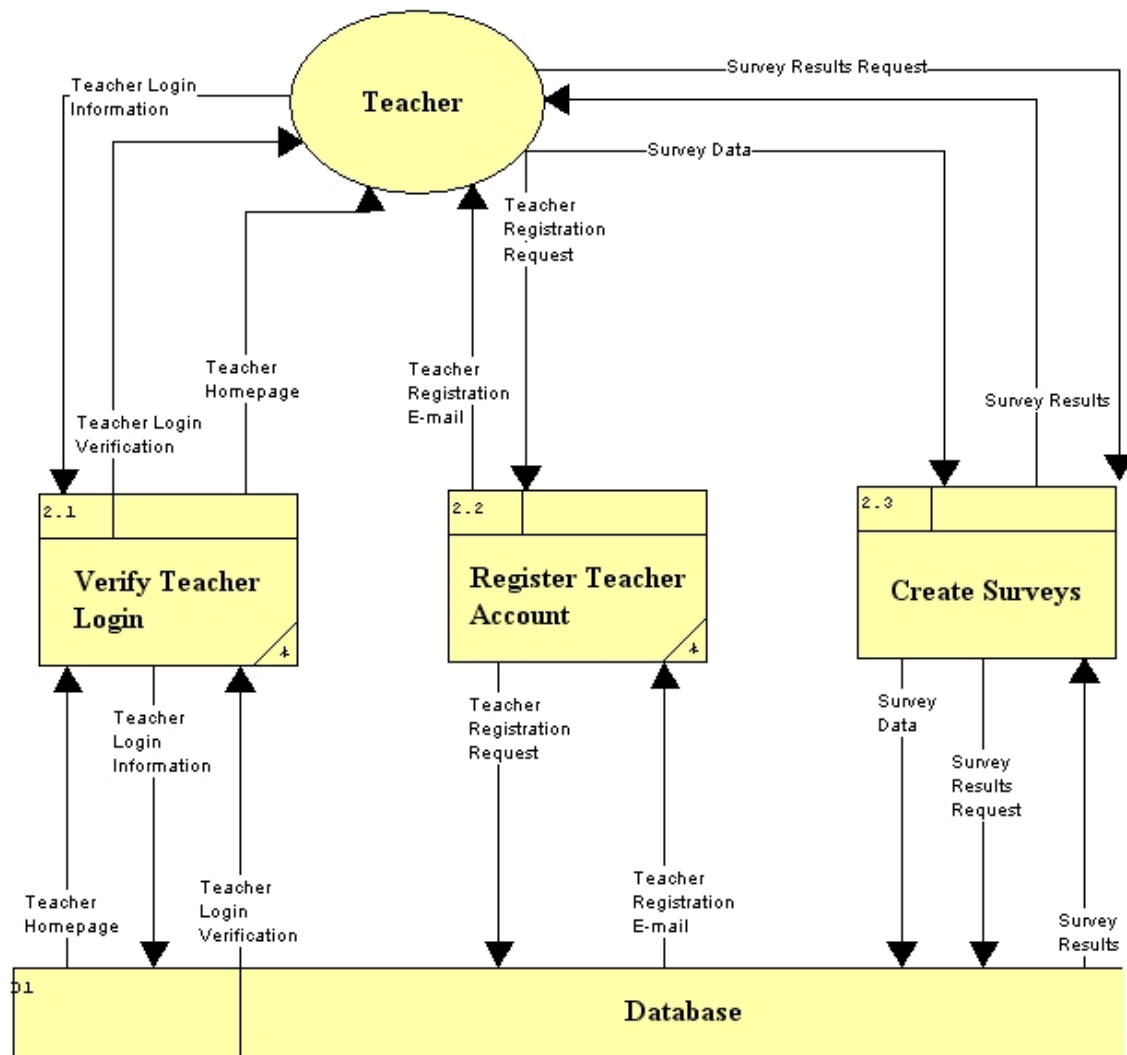 Teacher Login
Information
Teacher
Survey Results Request
Survey Data
Teacher
Registration
Request
Teacher
Homepage
Teacher
Registration
E-mail
Survey Results
Teacher Login
Verification
2.1
Verify Teacher
Login
2.2
Register Teacher
Account
2.3
Create Surveys
Teacher
Login
Information
Teacher
Registration
Request
Survey
Data
Survey
Results
Request
Teacher
Homepage
Teacher
Login
Verification
Teacher
Registration
E-mail
Survey
Results
Database